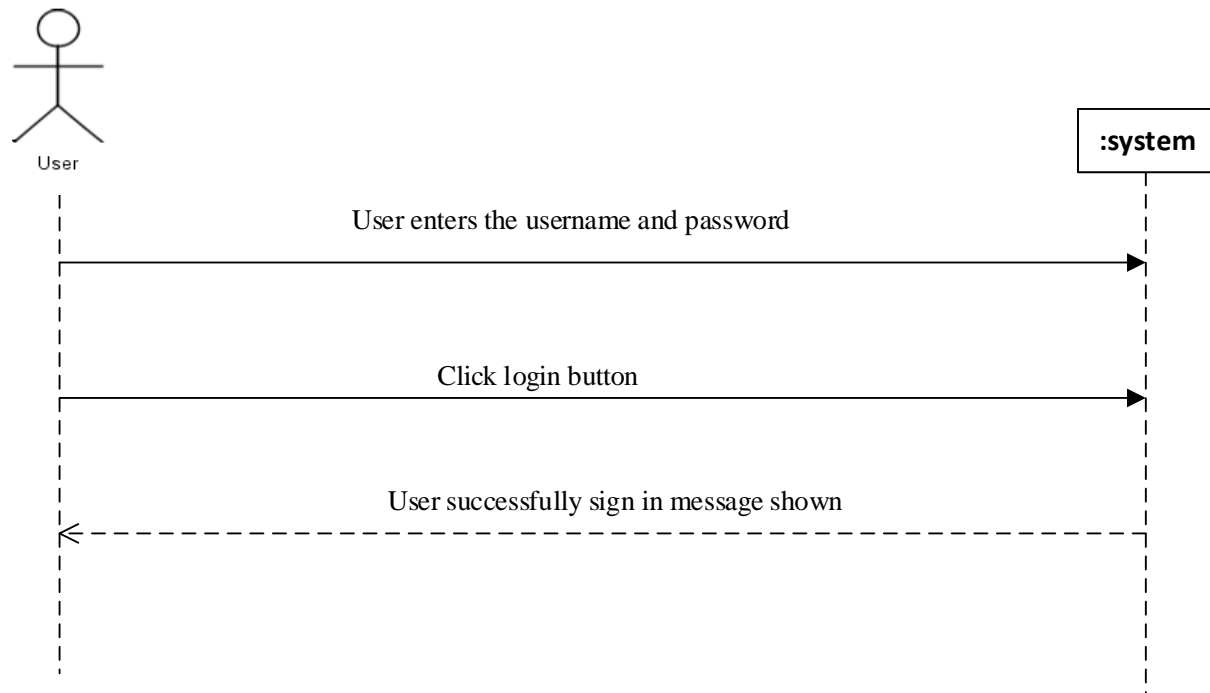 User
:system
User enters the username and password
Click login button
User successfully sign in message shown